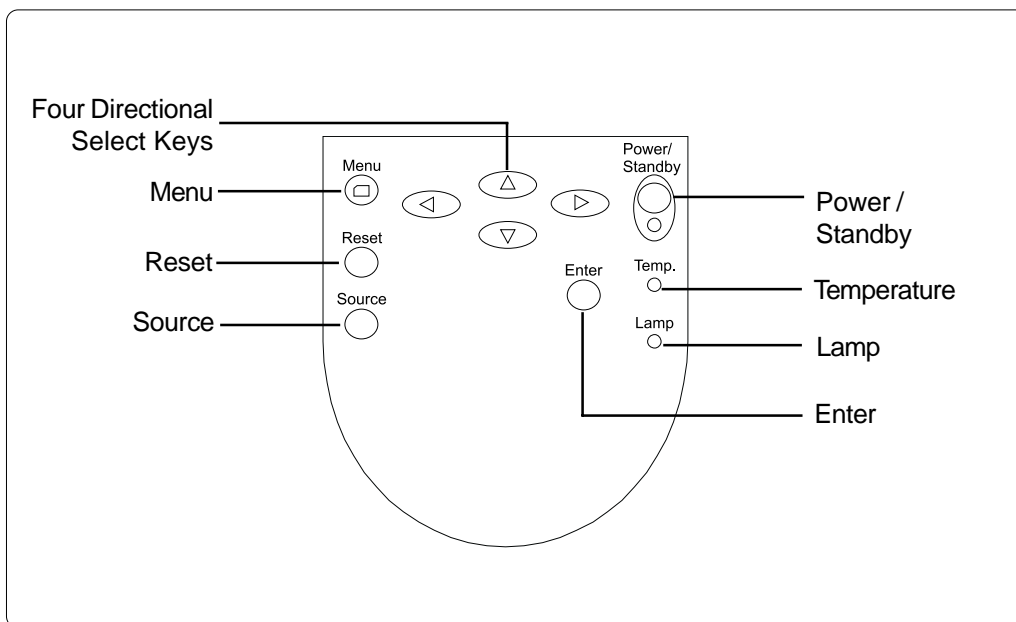 Four Directional
Select Keys
Menu
Reset
Source
Menu
Reset
Source
Enter
Power/
Standby
Temp.
Lamp
Power /
Standby
Temperature
Lamp
Enter